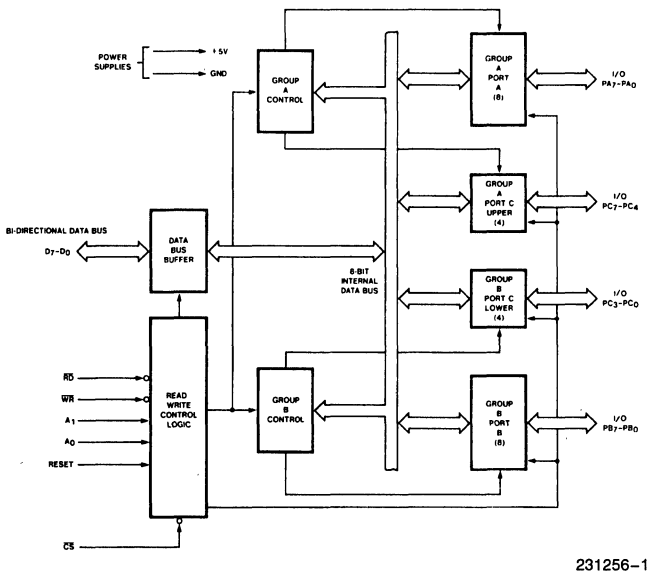 POWER
SUPPLIES
+5V
GND
GROUP
A
CONTROL
GROUP
A
PORT
A
(8)
I/O
PA7-PA0
GROUP
A
PORT C
UPPER
(4)
I/O
PC7-PC4
BI-DIRECTIONAL DATA BUS
D7-D0
DATA
BUS
BUFFER
8-BIT
INTERNAL
DATA BUS
GROUP
B
PORT C
LOWER
(4)
I/O
PC3-PC0
RD
WR
A1
A0
RESET
READ
WRITE
CONTROL
LOGIC
GROUP
B
CONTROL
GROUP
B
PORT
B
(8)
I/O
PB7-PB0
CS
231256-1